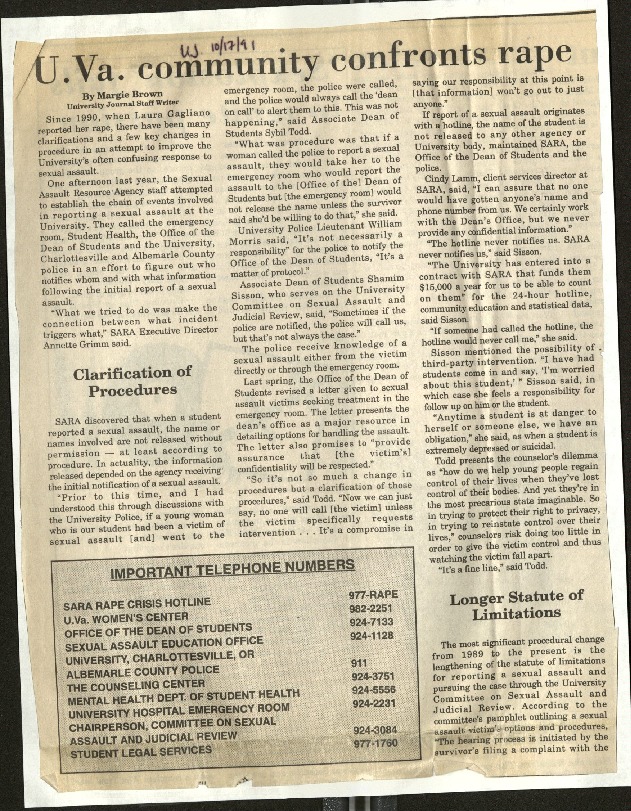 UJ 10/17/91
U.Va. community confronts rape
By Margie Brown
University Journal Staff Writer
Since 1990, when Laura Gagliano
reported her rape, there have been many
clarifications and a few key changes in
procedure in an attempt to improve the
University's often confusing response to
sexual assault.
One afternoon last year, the Sexual
Assault Resource Agency staff attempted
to establish the chain of events involved
in reporting a sexual assault at the
University. They called the emergency
room, Student Health, the Office of the
Dean of Students and the University,
Charlottesville and Albemarle County
police in an effort to figure out who
notifies whom and with what information
following the initial report of a sexual
assault.
"What we tried to do was make the
connection between what incident
triggers what," SARA Executive Director
Annette Grimm said.
Clarification of
Procedures
SARA discovered that when a student
reported a sexual assault, the name or
names involved are not released without
permission — at least according to
procedure. In actuality, the information
released depended on the agency receiving
the initial notification of a sexual assault.
"Prior to this time, and I had
understood this through discussions with
the University Police, if a young woman
who is our student had been a victim of
sexual assault [and] went to the
emergency room, the police were called,
and the police would always call the 'dean
on call' to alert them to this. This was not
happening," said Associate Dean of
Students Sybil Todd.
"What was procedure was that if a
woman called the police to report a sexual
assault, they would take her to the
emergency room who would report the
assault to the [Office of the] Dean of
Students but [the emergency room] would
not release the name unless the survivor
said she'd be willing to do that," she said.
University Police Lieutenant William
Morris said, "It's not necessarily a
responsibility" for the police to notify the
Office of the Dean of Students, "It's a
matter of protocol."
Associate Dean of Students Shamim
Sisson, who serves on the University
Committee on Sexual Assault and
Judicial Review, said, "Sometimes if the
police are notified, the police will call us,
but that's not always the case."
The police receive knowledge of a
sexual assault either from the victim
directly or through the emergency room.
Last spring, the Office of the Dean of
Students revised a letter given to sexual
assault victims seeking treatment in the
emergency room. The letter presents the
dean's office as a major resource in
detailing options for handling the assault.
The letter also promises to "provide
assurance that [the victim's]
confidentiality will be respected."
"So it's not so much a change in
procedures but a clarification of those
procedures," said Todd. "Now we can just
say, no one will call [the victim] unless
the victim specifically requests
intervention . . . It's a compromise in
saying our responsibility at this point is
[that information] won't go out to just
anyone."
If report of a sexual assault originates
with a hotline, the name of the student is
not released to any other agency or
University body, maintained SARA, the
Office of the Dean of Students and the
police.
Cindy Lamm, client services director at
SARA, said, "I can assure that no one
would have gotten anyone's name and
phone number from us. We certainly work
with the Dean's Office, but we never
provide any confidential information."
"The hotline never notifies us. SARA
never notifies us," said Sisson.
"The University has entered into a
contract with SARA that funds them
$15,000 a year for us to be able to count
on them" for the 24-hour hotline,
community education and statistical data,
said Sisson.
"If someone had called the hotline, the
hotline would never call me," she said.
Sisson mentioned the possibility of
third-party intervention. "I have had
students come in and say, 'I'm worried
about this student,' " Sisson said, in
which case she feels a responsibility for
follow up on him or the student.
"Anytime a student is at danger to
herself or someone else, we have an
obligation," she said, as when a student is
extremely depressed or suicidal.
Todd presents the counselor's dilemma
as "how do we help young people regain
control of their lives when they've lost
control of their bodies. And yet they're in
the most precarious state imaginable. So
in trying to protect their right to privacy,
in trying to reinstate control over their
lives," counselors risk doing too little in
order to give the victim control and thus
watching the victim fall apart.
"It's a fine line," said Todd.
Longer Statute of
Limitations
The most significant procedural change
from 1989 to the present is the
lengthening of the statute of limitations
for reporting a sexual assault and
pursuing the case through the University
Committee on Sexual Assault and
Judicial Review. According to the
committee's pamphlet outlining a sexual
assault victim's options and procedures,
"The hearing process is initiated by the
survivor's filing a complaint with the
IMPORTANT TELEPHONE NUMBERS
SARA RAPE CRISIS HOTLINE 977-RAPE
U.Va. WOMEN'S CENTER 982-2251
OFFICE OF THE DEAN OF STUDENTS 924-7133
SEXUAL ASSAULT EDUCATION OFFICE 924-1128
UNIVERSITY, CHARLOTTESVILLE, OR
ALBEMARLE COUNTY POLICE 911
THE COUNSELING CENTER 924-3751
MENTAL HEALTH DEPT. OF STUDENT HEALTH 924-5556
UNIVERSITY HOSPITAL EMERGENCY ROOM 924-2231
CHAIRPERSON, COMMITTEE ON SEXUAL
ASSAULT AND JUDICIAL REVIEW 924-3084
STUDENT LEGAL SERVICES 977-1760